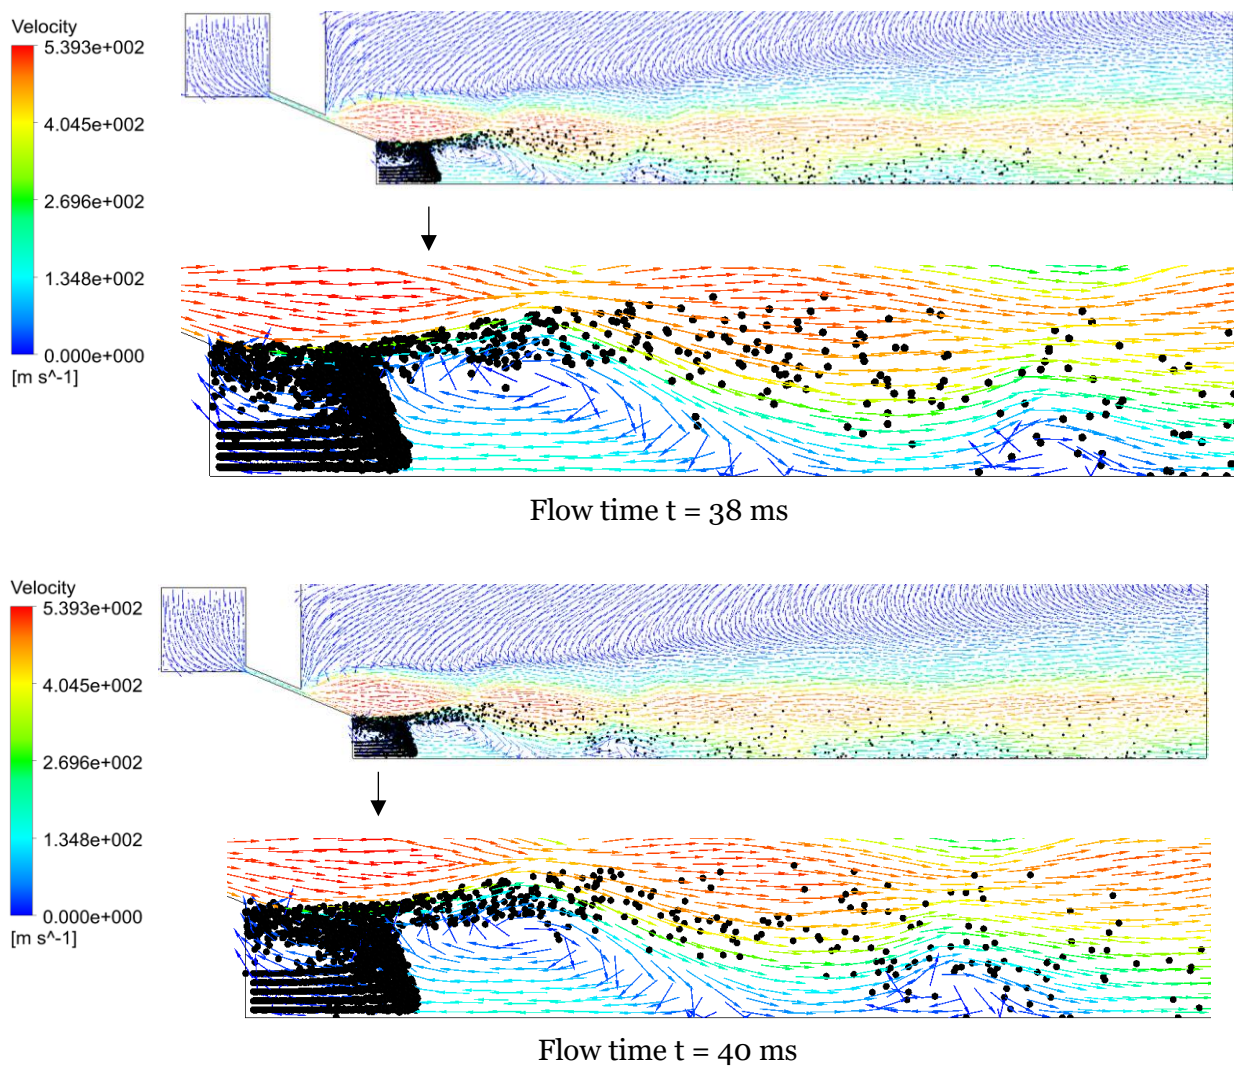 Velocity
5.393e+002
4.045e+002
2.696e+002
1.348e+002
0.000e+000
[m s^-1]
Flow time t = 38 ms
Velocity
5.393e+002
4.045e+002
2.696e+002
1.348e+002
0.000e+000
[m s^-1]
Flow time t = 40 ms